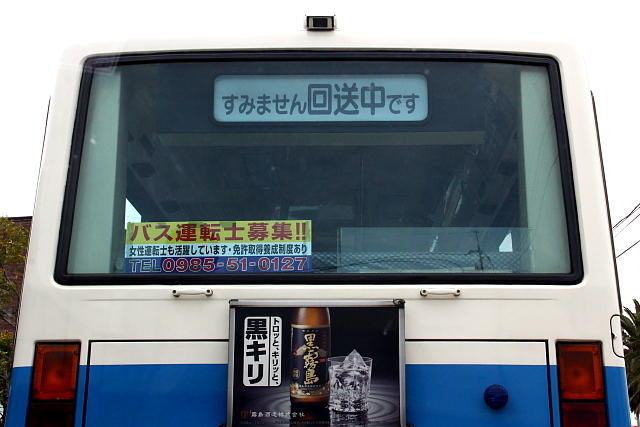 すみません回送中です
バス運転士募集!!
女性運転士も活躍しています・免許取得養成制度あり
TEL0985-51-0127
トロッと、キリッと、
黒キリ
黒霧島
霧島酒造株式会社